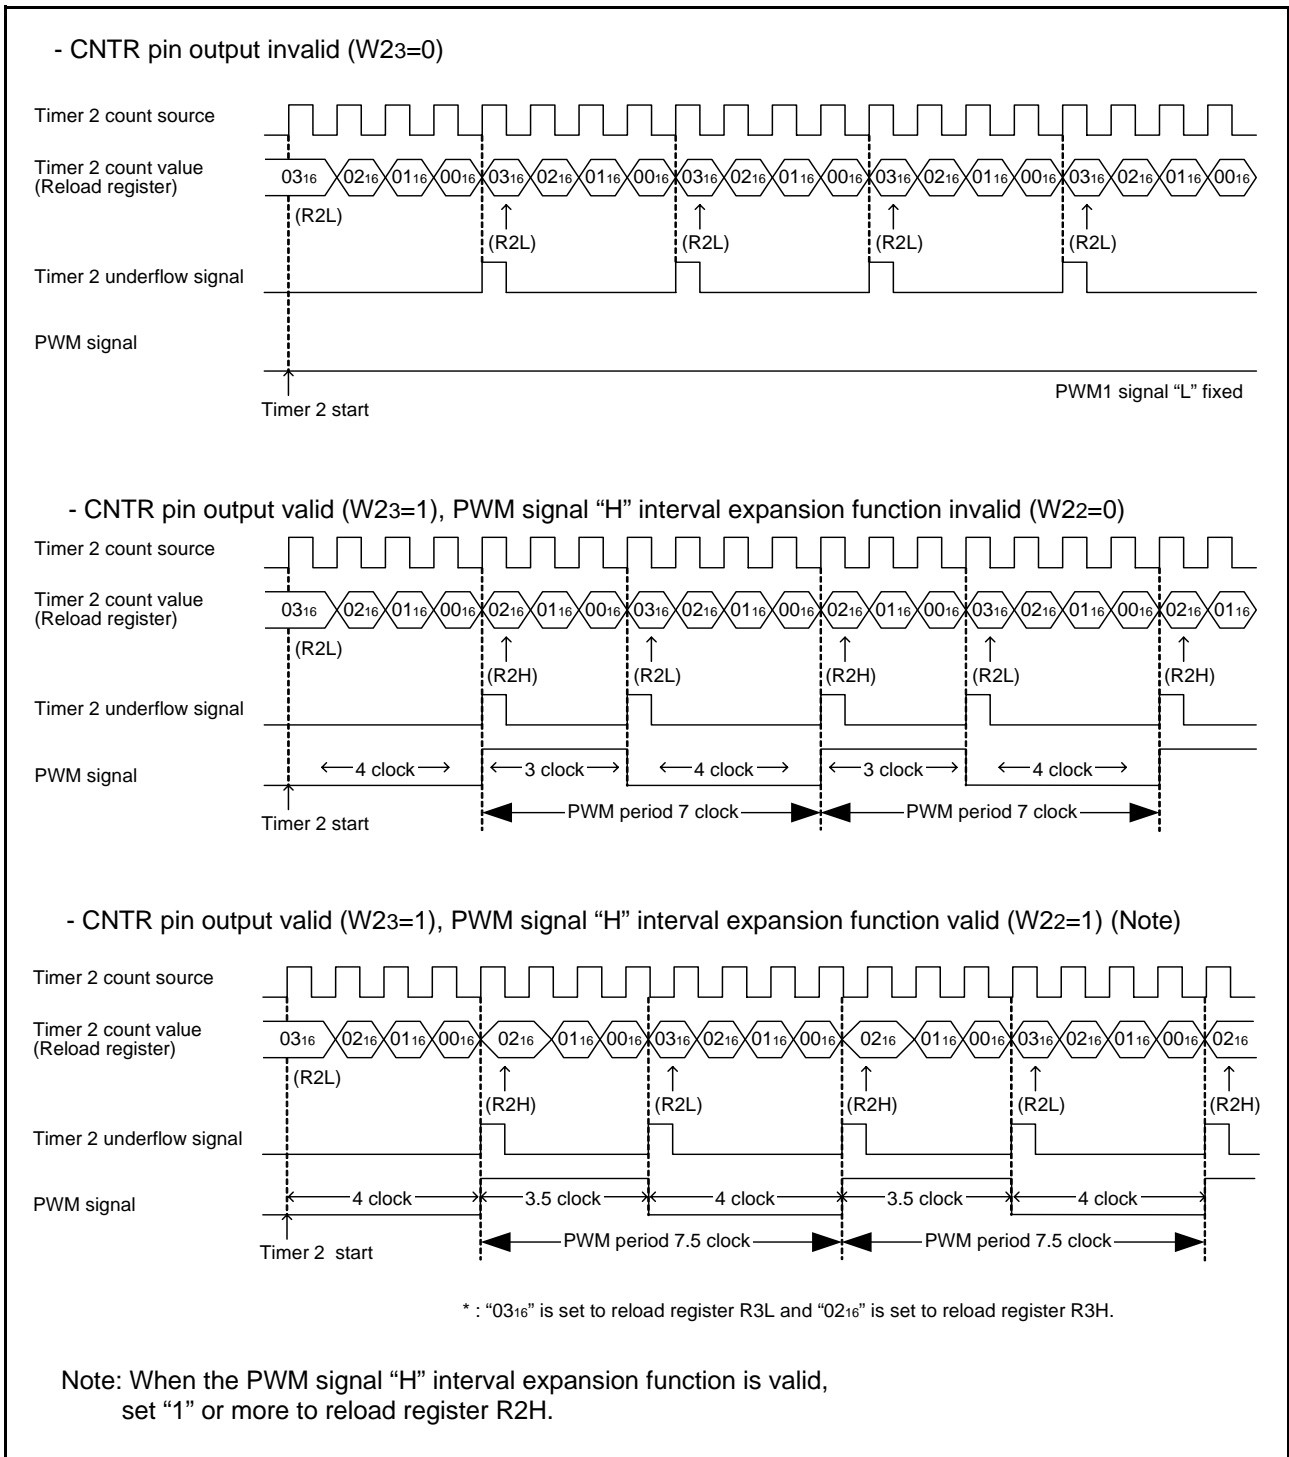 - CNTR pin output invalid (W23=0)
Timer 2 count source
Timer 2 count value
(Reload register)
0316 0216 0116 0016 0316 0216 0116 0016 0316 0216 0116 0016 0316 0216 0116 0016 0316 0216 0116 0016
(R2L)
(R2L) (R2L) (R2L) (R2L)
Timer 2 underflow signal
PWM signal
PWM1 signal “L” fixed
Timer 2 start
- CNTR pin output valid (W23=1), PWM signal “H” interval expansion function invalid (W22=0)
Timer 2 count source
Timer 2 count value
(Reload register)
0316 0216 0116 0016 0216 0116 0016 0316 0216 0116 0016 0216 0116 0016 0316 0216 0116 0016 0216 0116
(R2L)
(R2H) (R2L) (R2H) (R2L) (R2H)
Timer 2 underflow signal
PWM signal
4 clock 3 clock 4 clock 3 clock 4 clock
PWM period 7 clock PWM period 7 clock
Timer 2 start
- CNTR pin output valid (W23=1), PWM signal “H” interval expansion function valid (W22=1) (Note)
Timer 2 count source
Timer 2 count value
(Reload register)
0316 0216 0116 0016 0216 0116 0016 0316 0216 0116 0016 0216 0116 0016 0316 0216 0116 0016 0216
(R2L)
(R2H) (R2L) (R2H) (R2L) (R2H)
Timer 2 underflow signal
PWM signal
4 clock 3.5 clock 4 clock 3.5 clock 4 clock
PWM period 7.5 clock PWM period 7.5 clock
Timer 2 start
* : “0316” is set to reload register R3L and “0216” is set to reload register R3H.
Note: When the PWM signal “H” interval expansion function is valid,
set “1” or more to reload register R2H.